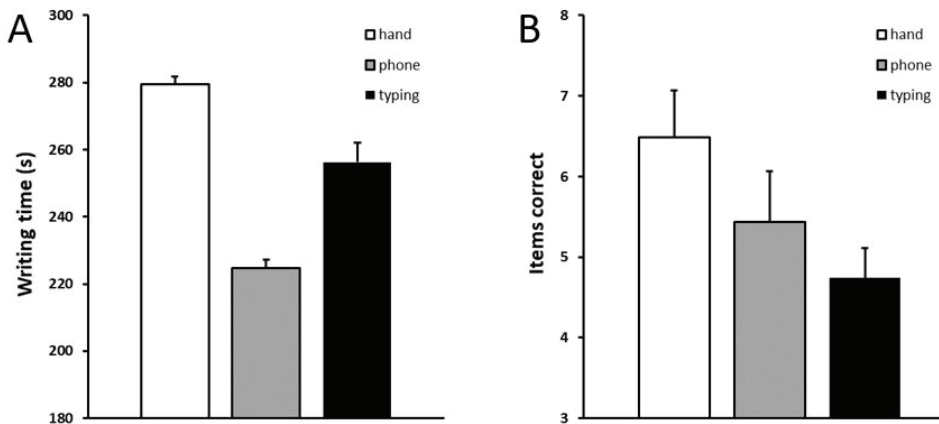 A
300
280
260
240
220
200
180
Writing time (s)
hand
phone
typing
B
8
7
6
5
4
3
Items correct
hand
phone
typing